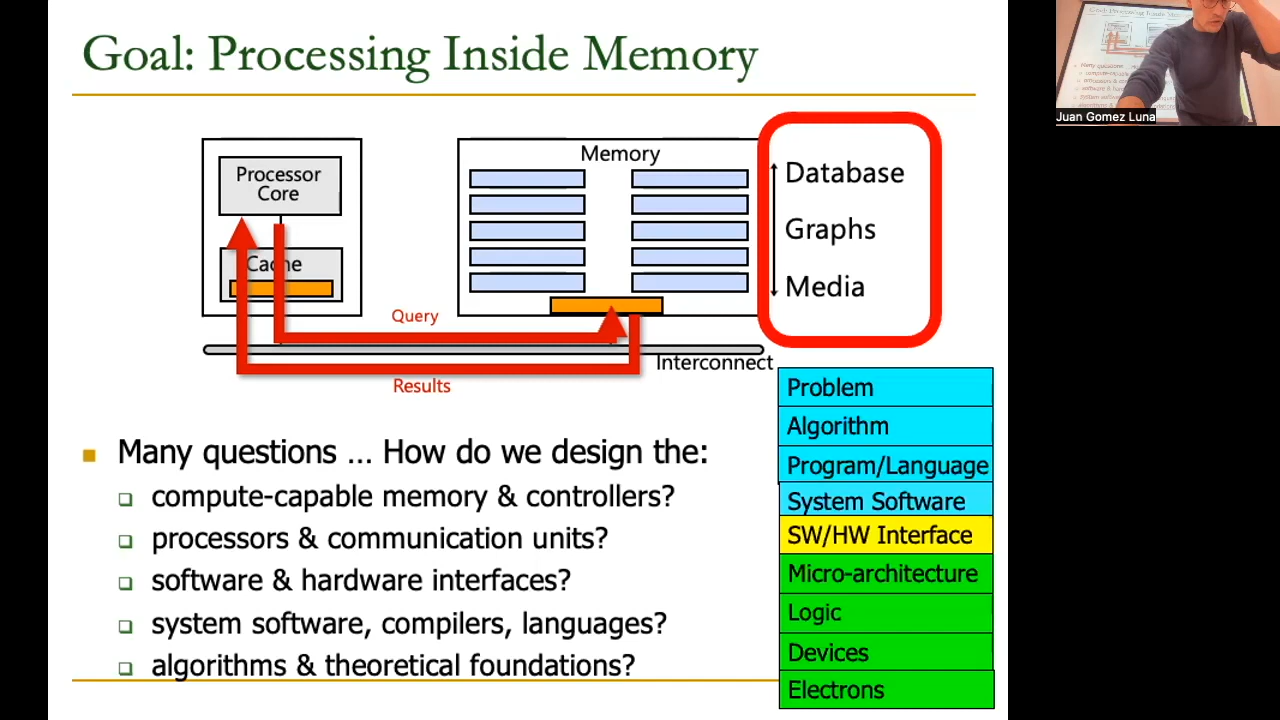 Goal: Processing Inside Memory
Juan Gomez Luna
Processor
Core
Cache
Memory
Database
Graphs
Media
Query
Interconnect
Results
Many questions … How do we design the:
compute-capable memory & controllers?
processors & communication units?
software & hardware interfaces?
system software, compilers, languages?
algorithms & theoretical foundations?
Problem
Algorithm
Program/Language
System Software
SW/HW Interface
Micro-architecture
Logic
Devices
Electrons